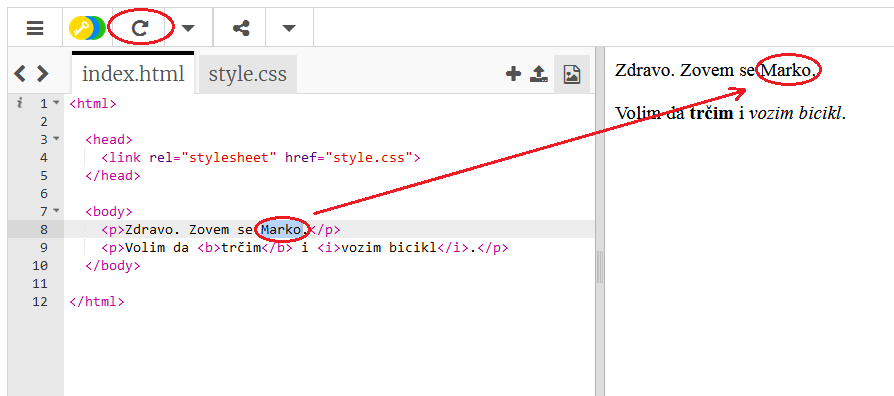 index.html style.css
i 1 <html>
2
3 <head>
4 <link rel="stylesheet" href="style.css">
5 </head>
6
7 <body>
8 <p>Zdravo. Zovem se Marko.</p>
9 <p>Volim da <b>trčim</b> i <i>vozim bicikl</i>.</p>
10 </body>
11
12 </html>
Zdravo. Zovem se Marko.
Volim da trčim i vozim bicikl.